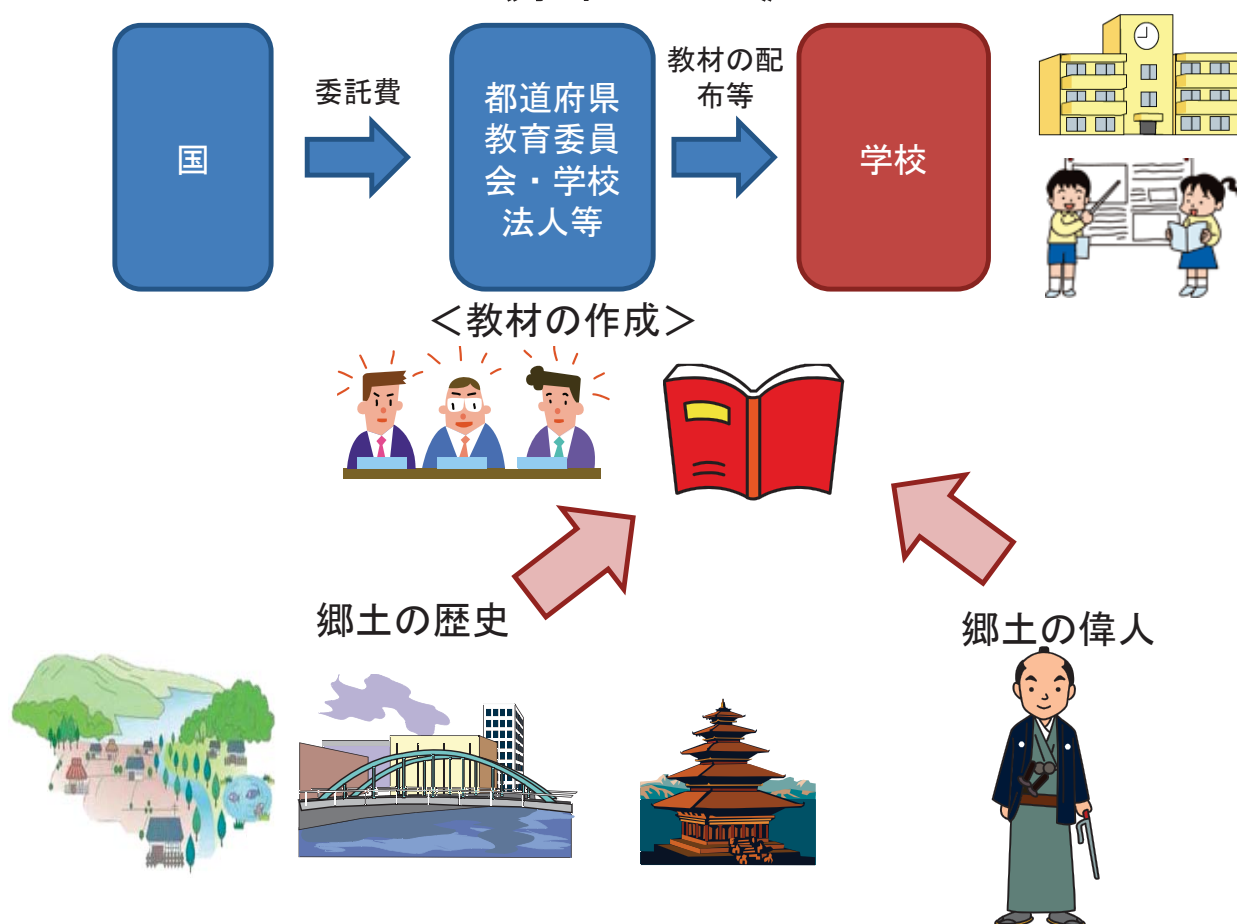 国
委託費
都道府県
教育委員
会・学校
法人等
教材の配
布等
学校
＜教材の作成＞
郷土の歴史
郷土の偉人